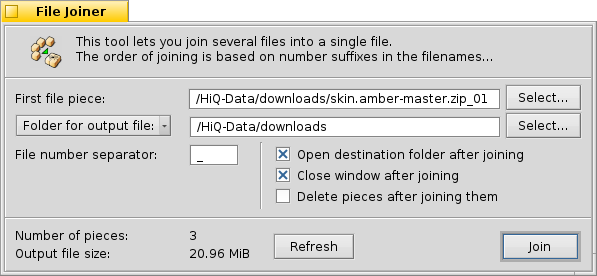 File Joiner
This tool lets you join several files into a single file.
The order of joining is based on number suffixes in the filenames...
First file piece: /HiQ-Data/downloads/skin.amber-master.zip_01 Select...
Folder for output file: /HiQ-Data/downloads Select...
File number separator: _ Open destination folder after joining
Close window after joining
Delete pieces after joining them
Number of pieces: 3
Output file size: 20.96 MiB
Refresh Join